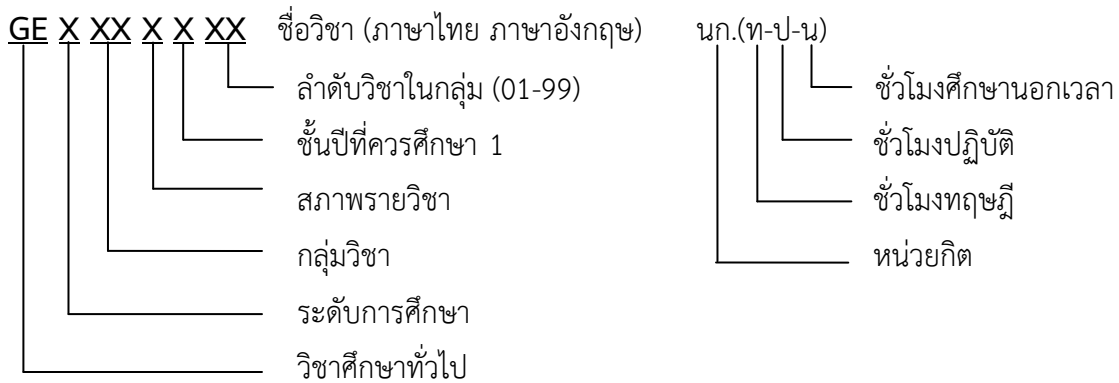 GE X XX X X XX ชื่อวิชา (ภาษาไทย ภาษาอังกฤษ) นก.(ท-ป-น)
ลำดับวิชาในกลุ่ม (01-99) ชั่วโมงศึกษานอกเวลา
ชั้นปีที่ควรศึกษา 1 ชั่วโมงปฏิบัติ
สภาพรายวิชา ชั่วโมงทฤษฎี
กลุ่มวิชา หน่วยกิต
ระดับการศึกษา
วิชาศึกษาทั่วไป